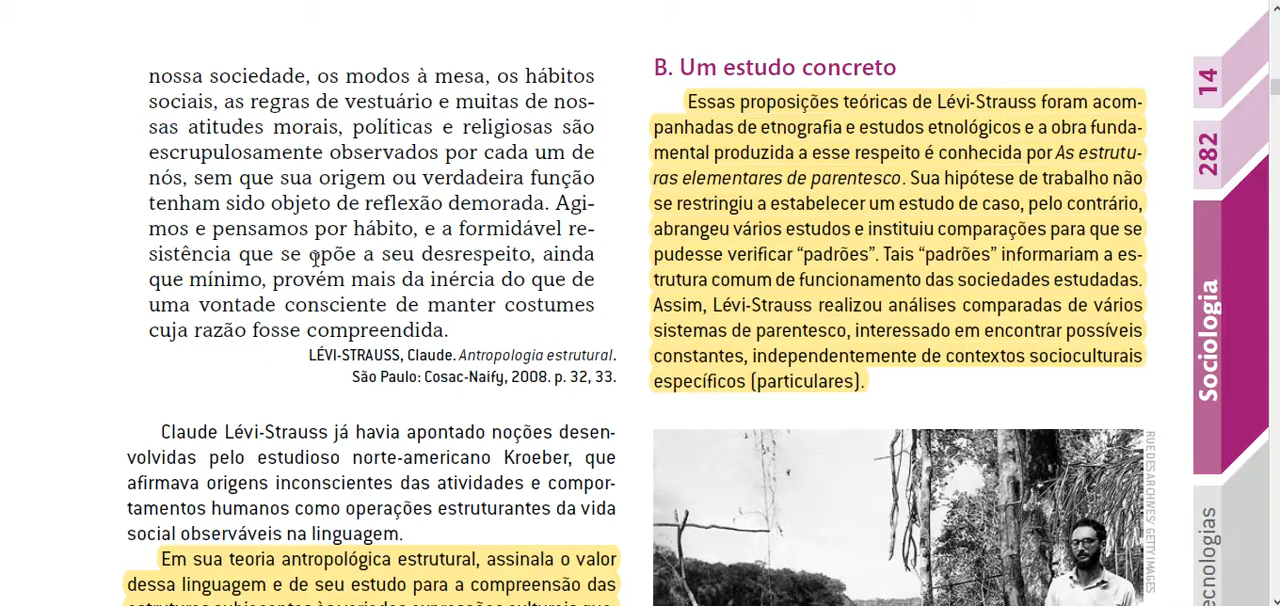 nossa sociedade, os modos à mesa, os hábitos
sociais, as regras de vestuário e muitas de nos-
sas atitudes morais, políticas e religiosas são
escrupulosamente observados por cada um de
nós, sem que sua origem ou verdadeira função
tenham sido objeto de reflexão demorada. Agi-
mos e pensamos por hábito, e a formidável re-
sistência que se opõe a seu desrespeito, ainda
que mínimo, provém mais da inércia do que de
uma vontade consciente de manter costumes
cuja razão fosse compreendida.
LÉVI-STRAUSS, Claude. Antropologia estrutural.
São Paulo: Cosac-Naify, 2008. p. 32, 33.
Claude Lévi-Strauss já havia apontado noções desen-
volvidas pelo estudioso norte-americano Kroeber, que
afirmava origens inconscientes das atividades e compor-
tamentos humanos como operações estruturantes da vida
social observáveis na linguagem.
Em sua teoria antropológica estrutural, assinala o valor
dessa linguagem e de seu estudo para a compreensão das
B. Um estudo concreto
Essas proposições teóricas de Lévi-Strauss foram acom-
panhadas de etnografia e estudos etnológicos e a obra funda-
mental produzida a esse respeito é conhecida por As estrutu-
ras elementares de parentesco. Sua hipótese de trabalho não
se restringiu a estabelecer um estudo de caso, pelo contrário,
abrangeu vários estudos e instituiu comparações para que se
pudesse verificar “padrões”. Tais “padrões” informariam a es-
trutura comum de funcionamento das sociedades estudadas.
Assim, Lévi-Strauss realizou análises comparadas de vários
sistemas de parentesco, interessado em encontrar possíveis
constantes, independentemente de contextos socioculturais
específicos (particulares).
RUE DES ARCHIVES/ GETTY IMAGES
14
282
Sociologia
ecnologias